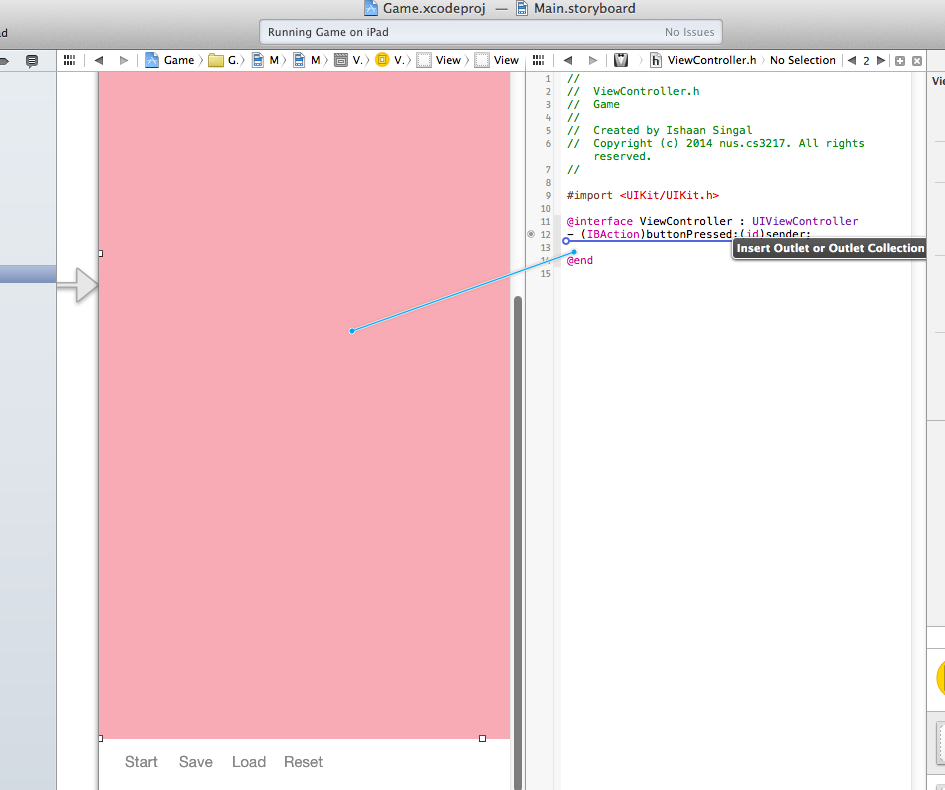 Game.xcodeproj — Main.storyboard
d
Running Game on iPad
No Issues
Game
G.
M
M
V.
V.
View
View
ViewController.h
No Selection
2
Vie
1 //
2 // ViewController.h
3 // Game
4 //
5 // Created by Ishaan Singal
6 // Copyright (c) 2014 nus.cs3217. All rights
reserved.
7 //
8
9 #import <UIKit/UIKit.h>
10
11 @interface ViewController : UIViewController
12 - (IBAction)buttonPressed:(id)sender;
Insert Outlet or Outlet Collection
13
14 @end
15
Start Save Load Reset